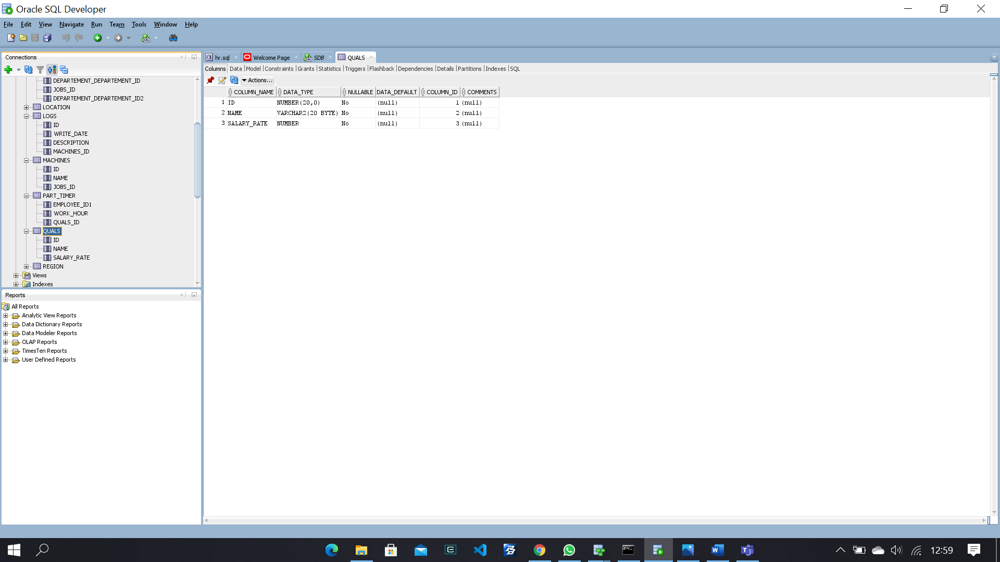 Oracle SQL Developer
File Edit View Navigate Run Team Tools Window Help
Connections
DEPARTEMENT_DEPARTEMENT_ID
JOBS_ID
DEPARTEMENT_DEPARTEMENT_ID2
LOCATION
LOGS
ID
WRITE_DATE
DESCRIPTION
MACHINES_ID
MACHINES
ID
NAME
JOBS_ID
PART_TIMER
EMPLOYEE_ID1
WORK_HOUR
QUALS_ID
QUALS
ID
NAME
SALARY_RATE
REGION
Views
Indexes
Reports
All Reports
Analytic View Reports
Data Dictionary Reports
Data Modeler Reports
OLAP Reports
TimesTen Reports
User Defined Reports
hr.sql Welcome Page SDB QUALS
Columns Data Model Constraints Grants Statistics Triggers Flashback Dependencies Details Partitions Indexes SQL
Actions...
COLUMN_NAME DATA_TYPE NULLABLE DATA_DEFAULT COLUMN_ID COMMENTS
1 ID NUMBER(20,0) No (null) 1 (null)
2 NAME VARCHAR2(20 BYTE) No (null) 2 (null)
3 SALARY_RATE NUMBER No (null) 3 (null)
12:59